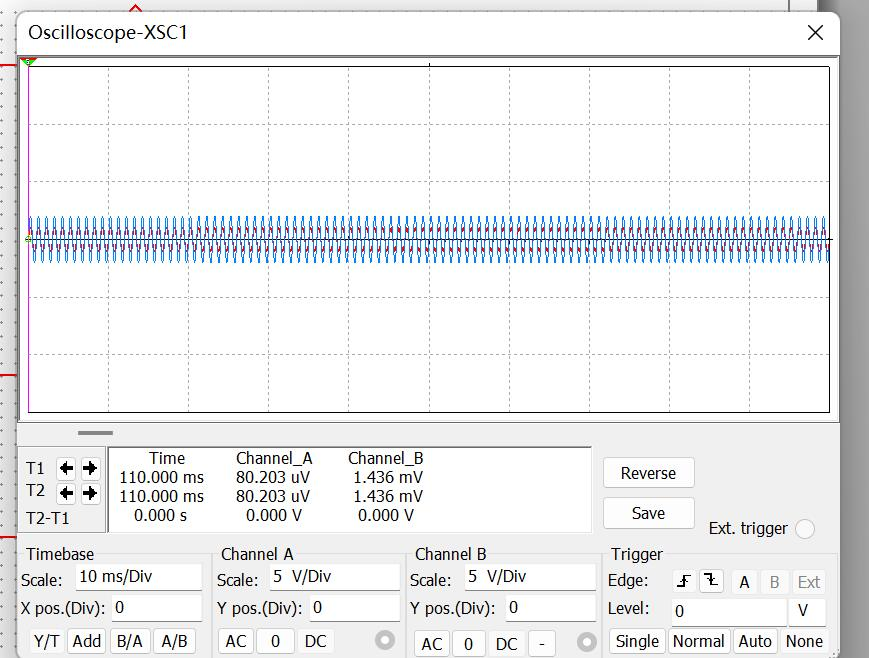 Oscilloscope-XSC1
Time Channel_A Channel_B
T1 110.000 ms 80.203 uV 1.436 mV
T2 110.000 ms 80.203 uV 1.436 mV
T2-T1 0.000 s 0.000 V 0.000 V
Reverse
Save
Ext. trigger
Timebase Channel A Channel B Trigger
Scale: 10 ms/Div Scale: 5 V/Div Scale: 5 V/Div Edge: A B Ext
X pos.(Div): 0 Y pos.(Div): 0 Y pos.(Div): 0 Level: 0 V
Y/T Add B/A A/B AC 0 DC AC 0 DC - Single Normal Auto None